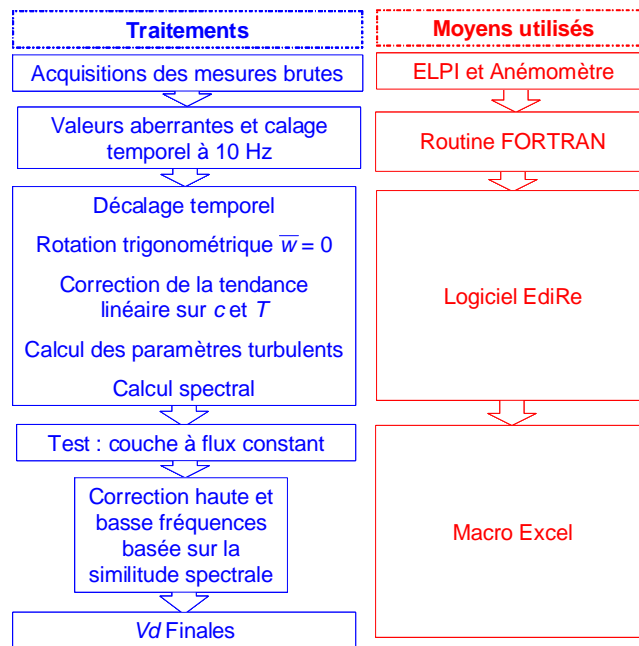 Traitements
Acquisitions des mesures brutes
Valeurs aberrantes et calage
temporel à 10 Hz
Décalage temporel
Rotation trigonométrique w̅ = 0
Correction de la tendance
linéaire sur c et T
Calcul des paramètres turbulents
Calcul spectral
Test : couche à flux constant
Correction haute et
basse fréquences
basée sur la
similitude spectrale
Vd Finales
Moyens utilisés
ELPI et Anémomètre
Routine FORTRAN
Logiciel EdiRe
Macro Excel